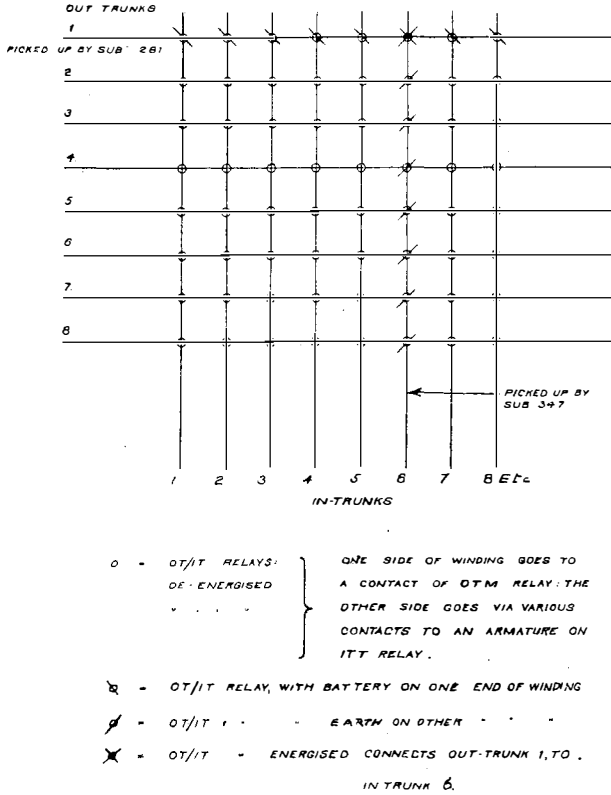 OUT TRUNKS
1
PICKED UP BY SUB 281
2
3
4
5
6
7.
8
PICKED UP BY
SUB 347
1 2 3 4 5 6 7 8 Etc
IN-TRUNKS
O = OT/IT RELAYS: ONE SIDE OF WINDING GOES TO
DE-ENERGISED A CONTACT OF OTM RELAY: THE
" " " OTHER SIDE GOES VIA VARIOUS
CONTACTS TO AN ARMATURE ON
ITT RELAY.
= OT/IT RELAY, WITH BATTERY ON ONE END OF WINDING
= OT/IT " " EARTH ON OTHER " " "
= OT/IT " ENERGISED CONNECTS OUT-TRUNK 1, TO.
IN TRUNK 6.